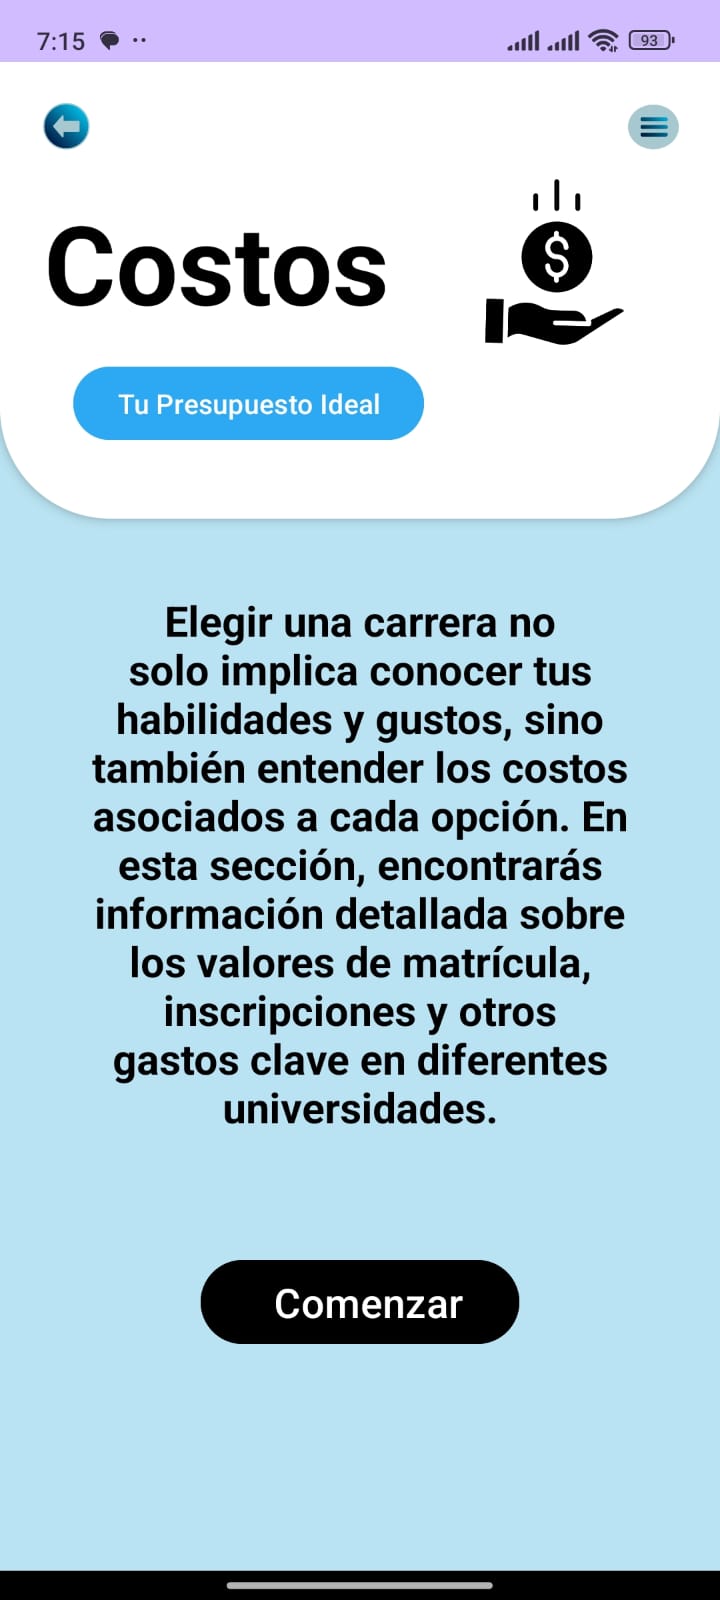 7:15
93
Costos
$
Tu Presupuesto Ideal
Elegir una carrera no
solo implica conocer tus
habilidades y gustos, sino
también entender los costos
asociados a cada opción. En
esta sección, encontrarás
información detallada sobre
los valores de matrícula,
inscripciones y otros
gastos clave en diferentes
universidades.
Comenzar